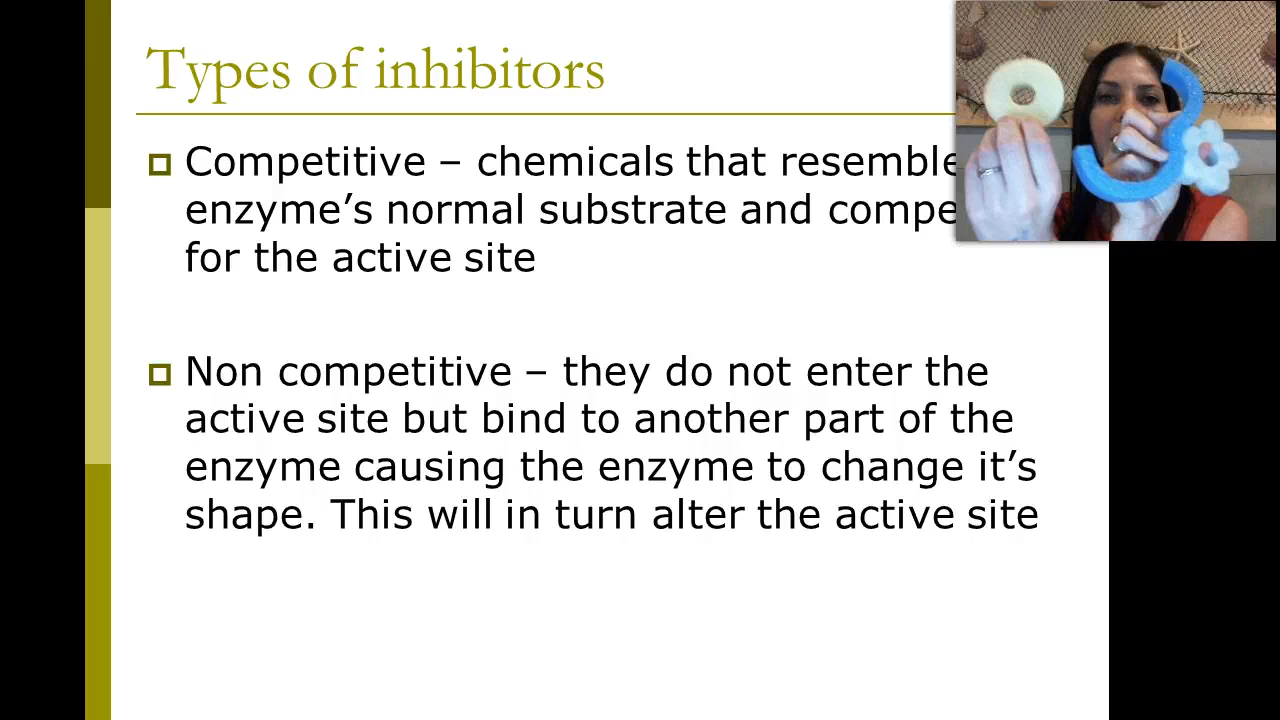 Types of inhibitors
Competitive – chemicals that resemble
enzyme’s normal substrate and compe
for the active site
Non competitive – they do not enter the
active site but bind to another part of the
enzyme causing the enzyme to change it’s
shape. This will in turn alter the active site